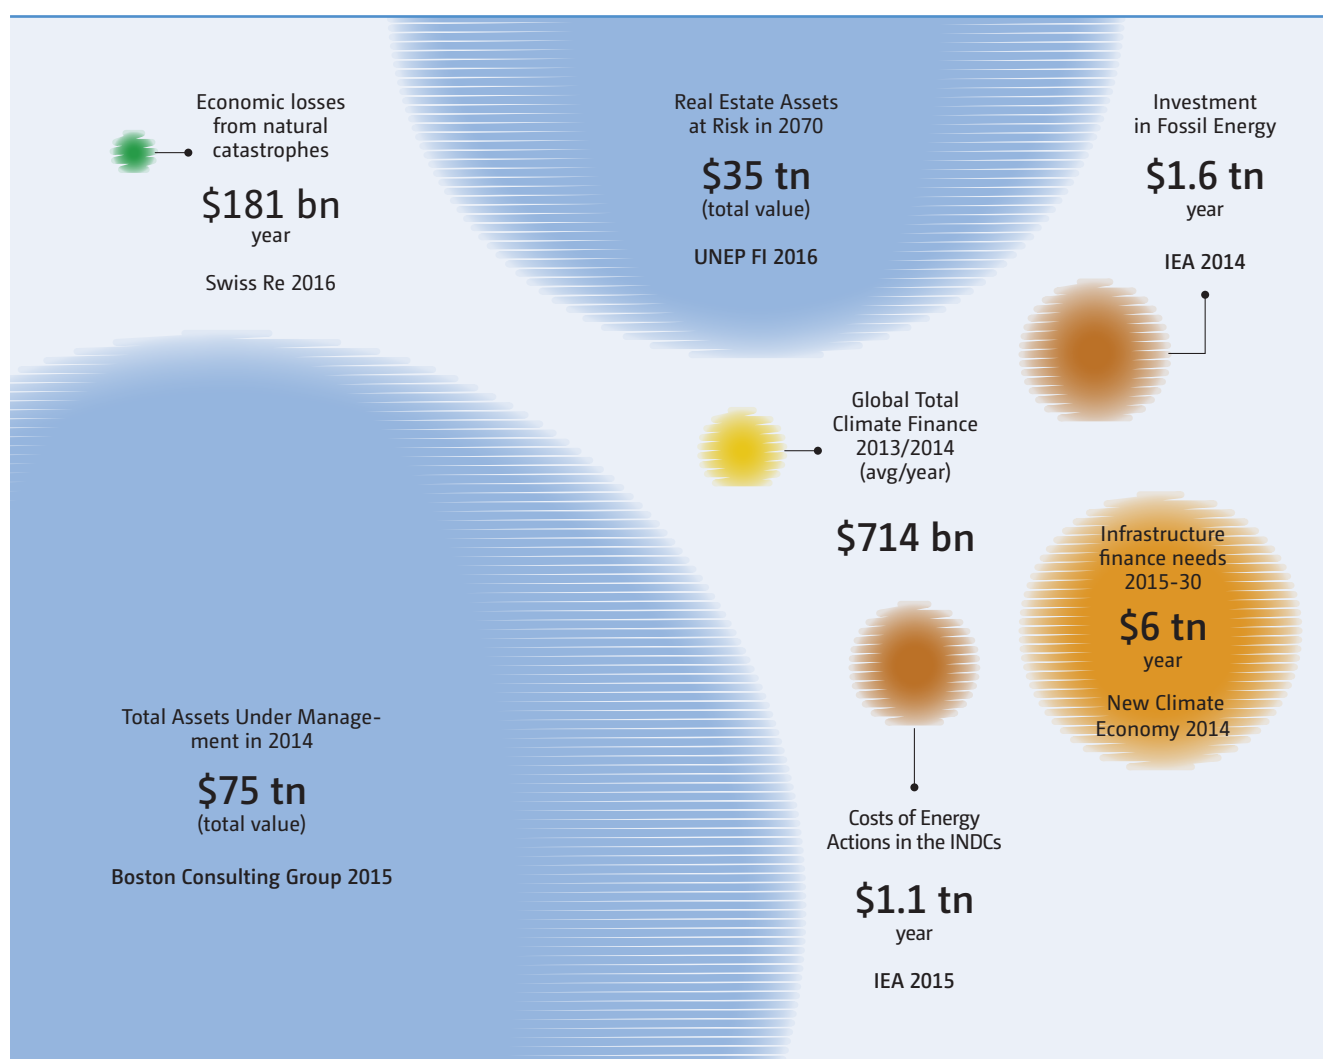 Economic losses
from natural
catastrophes
$181 bn
year
Swiss Re 2016
Real Estate Assets
at Risk in 2070
$35 tn
(total value)
UNEP FI 2016
Investment
in Fossil Energy
$1.6 tn
year
IEA 2014
Global Total
Climate Finance
2013/2014
(avg/year)
$714 bn
Infrastructure
finance needs
2015-30
$6 tn
year
New Climate
Economy 2014
Total Assets Under Manage-
ment in 2014
$75 tn
(total value)
Boston Consulting Group 2015
Costs of Energy
Actions in the INDCs
$1.1 tn
year
IEA 2015